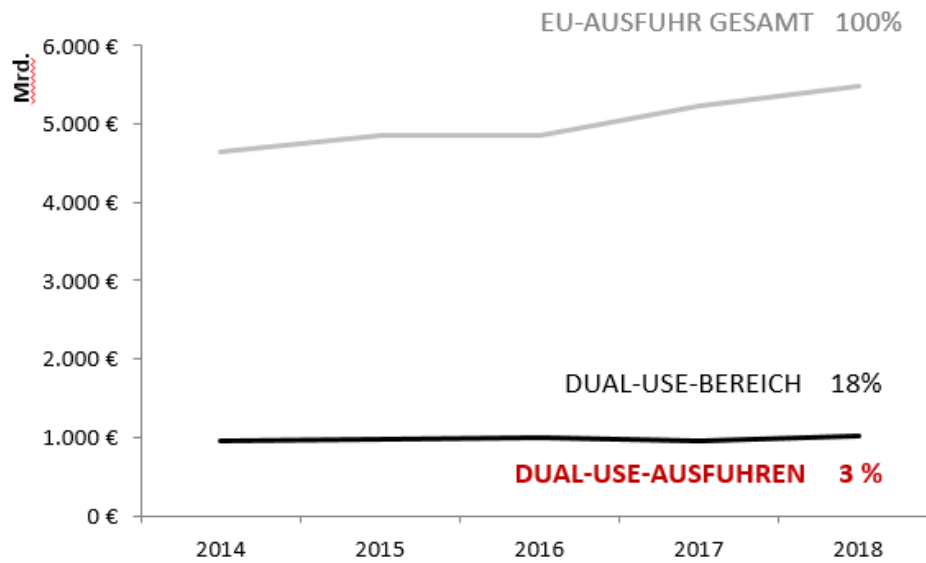 EU-AUSFUHR GESAMT 100%
Mrd.
6.000 €
5.000 €
4.000 €
3.000 €
2.000 €
DUAL-USE-BEREICH 18%
1.000 €
DUAL-USE-AUSFUHREN 3 %
0 €
2014 2015 2016 2017 2018